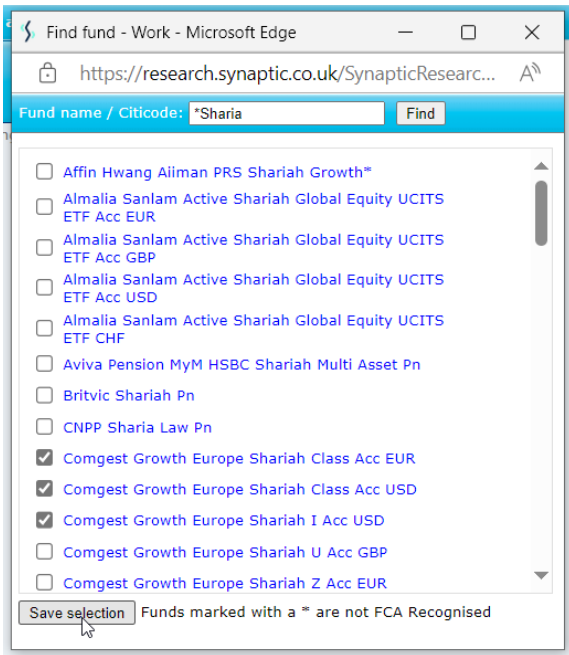 Find fund - Work - Microsoft Edge
https://research.synaptic.co.uk/SynapticResearc...
Fund name / Citicode: *Sharia Find
Affin Hwang Aiiman PRS Shariah Growth*
Almalia Sanlam Active Shariah Global Equity UCITS
ETF Acc EUR
Almalia Sanlam Active Shariah Global Equity UCITS
ETF Acc GBP
Almalia Sanlam Active Shariah Global Equity UCITS
ETF Acc USD
Almalia Sanlam Active Shariah Global Equity UCITS
ETF CHF
Aviva Pension MyM HSBC Shariah Multi Asset Pn
Britvic Shariah Pn
CNPP Sharia Law Pn
Comgest Growth Europe Shariah Class Acc EUR
Comgest Growth Europe Shariah Class Acc USD
Comgest Growth Europe Shariah I Acc USD
Comgest Growth Europe Shariah U Acc GBP
Comgest Growth Europe Shariah Z Acc EUR
Save selection Funds marked with a * are not FCA Recognised